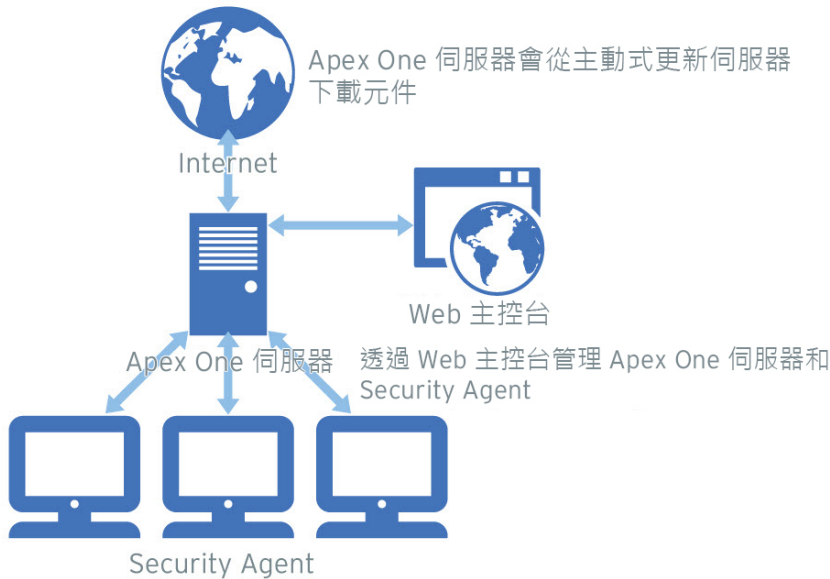 Apex One 伺服器會從主動式更新伺服器
下載元件
Internet
Web 主控台
Apex One 伺服器
透過 Web 主控台管理 Apex One 伺服器和
Security Agent
Security Agent